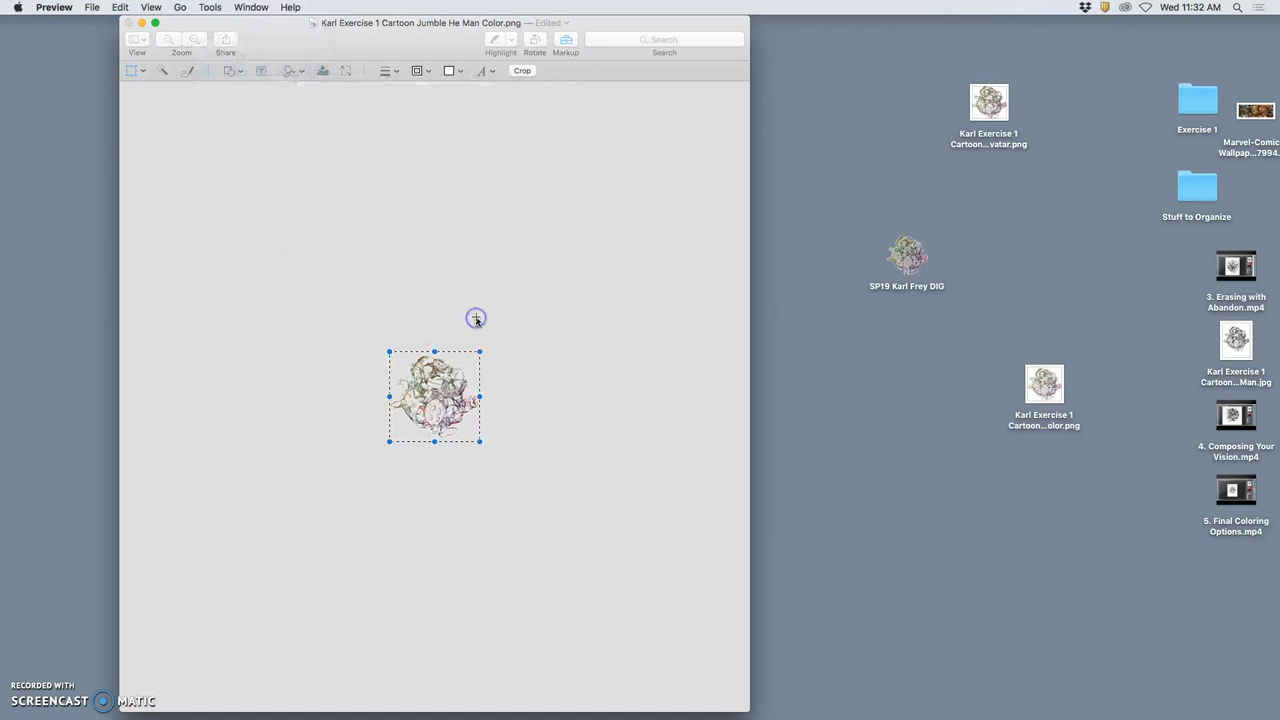 Preview File Edit View Go Tools Window Help
Wed 11:32 AM
Karl Exercise 1 Cartoon Jumble He Man Color.png — Edited
View
Zoom
Share
Highlight
Rotate
Markup
Search
Search
A
Crop
Karl Exercise 1
Cartoon...vatar.png
Exercise 1
Marvel-Comic
Wallpap...7994.
Stuff to Organize
SP19 Karl Frey DIG
3. Erasing with
Abandon.mp4
Karl Exercise 1
Cartoon...Man.jpg
Karl Exercise 1
Cartoon...olor.png
4. Composing Your
Vision.mp4
5. Final Coloring
Options.mp4
RECORDED WITH
SCREENCAST MATIC